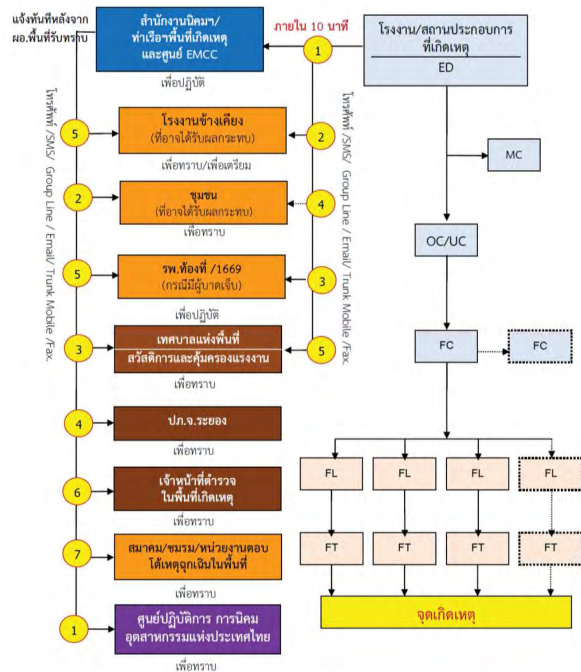 แจ้งทันทีหลังจาก
ผอ.พื้นที่รับทราบ
สำนักงานนิคมฯ/
ท่าเรือฯพื้นที่เกิดเหตุ
และศูนย์ EMCC
เพื่อปฏิบัติ
ภายใน 10 นาที
1
โรงงาน/สถานประกอบการ
ที่เกิดเหตุ
ED
โทรศัพท์ /SMS/ Group Line / Email/ Trunk Mobile /Fax.
5
โรงงานข้างเคียง
(ที่อาจได้รับผลกระทบ)
2
เพื่อทราบ/เพื่อเตรียม
MC
2
ชุมชน
(ที่อาจได้รับผลกระทบ)
4
เพื่อทราบ
โทรศัพท์ /SMS/ Group Line / Email/ Trunk Mobile /Fax.
OC/UC
5
รพ.ท้องที่ /1669
(กรณีมีผู้บาดเจ็บ)
3
เพื่อปฏิบัติ
3
เทศบาลแห่งพื้นที่
สวัสดิการและคุ้มครองแรงงาน
5
เพื่อทราบ
FC
FC
4
ปภ.จ.ระยอง
เพื่อทราบ
6
เจ้าหน้าที่ตำรวจ
ในพื้นที่เกิดเหตุ
เพื่อทราบ
FL
FL
FL
FL
7
สมาคม/ชมรม/หน่วยงานตอบ
โต้เหตุฉุกเฉินในพื้นที่
เพื่อทราบ
FT
FT
FT
FT
1
ศูนย์ปฏิบัติการ การนิคม
อุตสาหกรรมแห่งประเทศไทย
เพื่อทราบ
จุดเกิดเหตุ